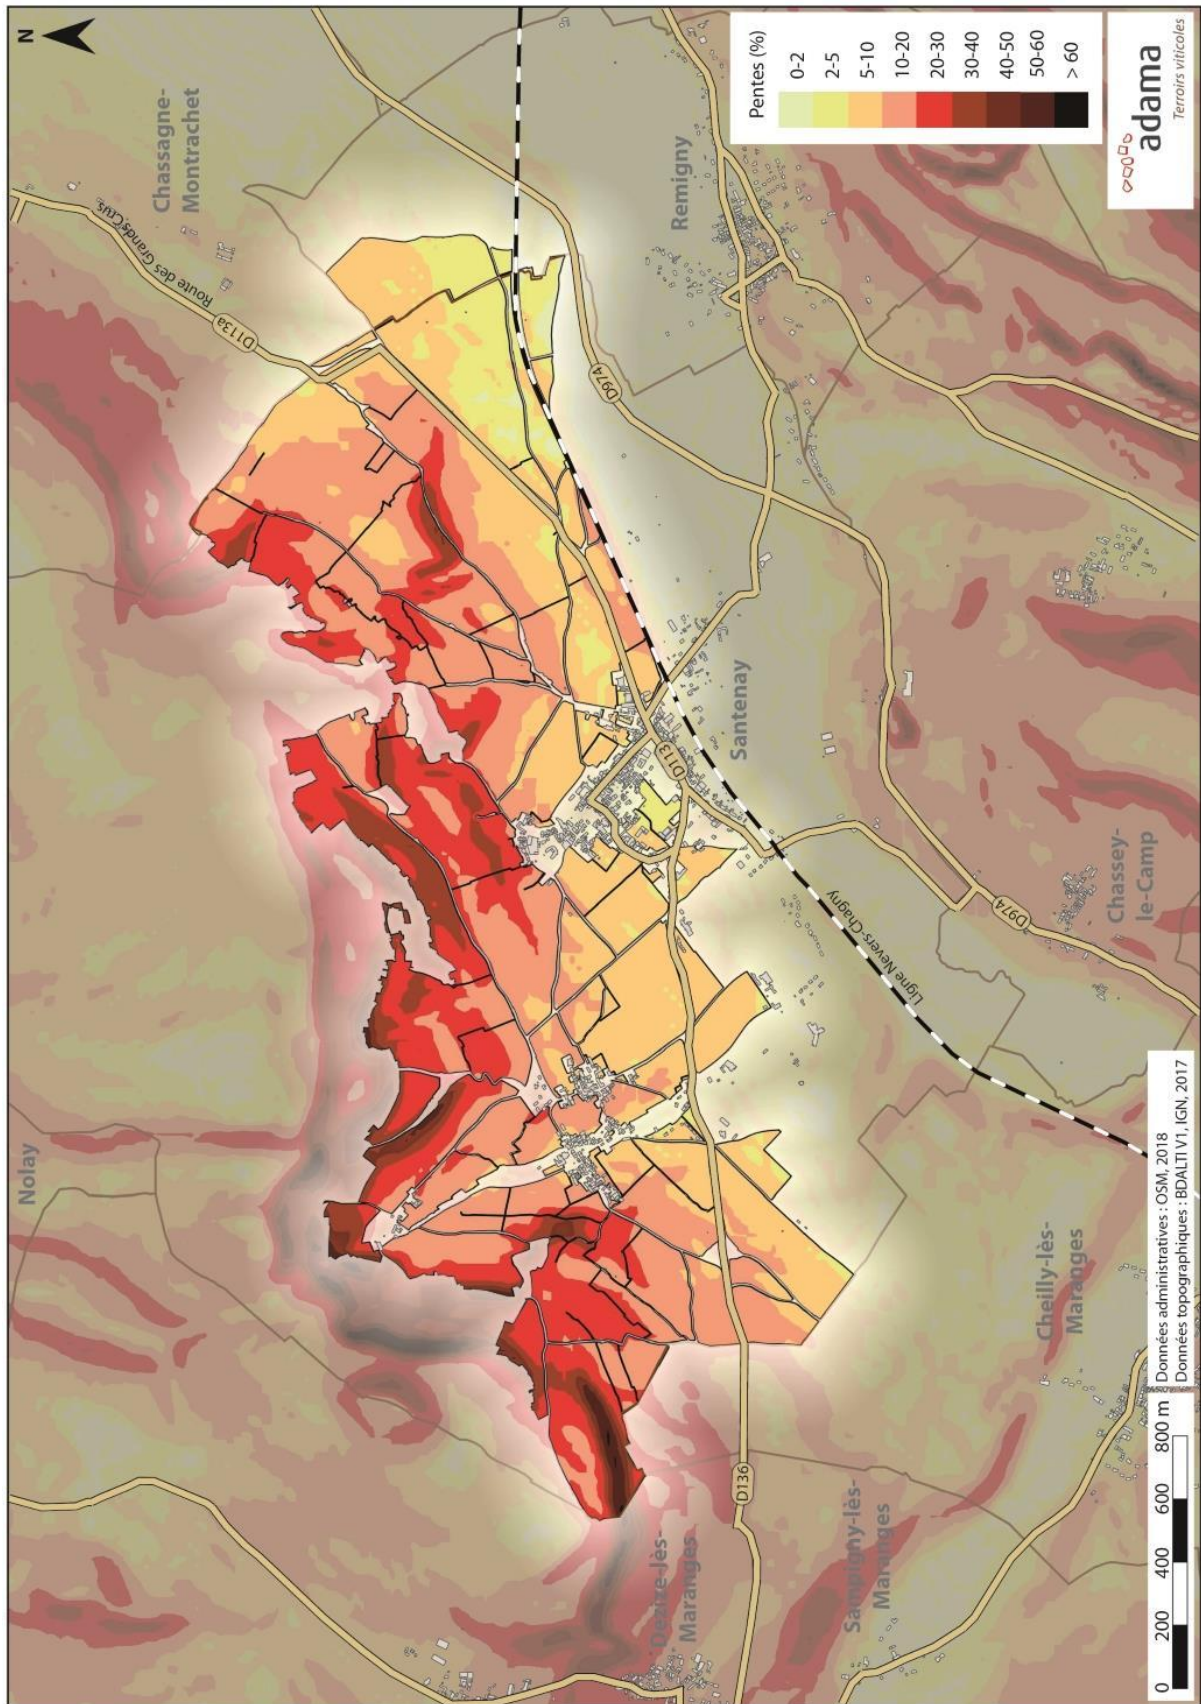 Nolay
Chassagne-
Montrachet
N
Route des Grands Crus
D113a
D974
Remigny
Santenay
D113
Ligne Nevers-Chagny
D974
Chassey-
le-Camp
Cheilly-lès-
Maranges
Sampigny-lès-
Maranges
Dezize-lès-
Maranges
D136
Pentes (%)
0-2
2-5
5-10
10-20
20-30
30-40
40-50
50-60
> 60
adama
Terroirs viticoles
0 200 400 600 800 m
Données administratives : OSM, 2018
Données topographiques : BDALTI V1, IGN, 2017